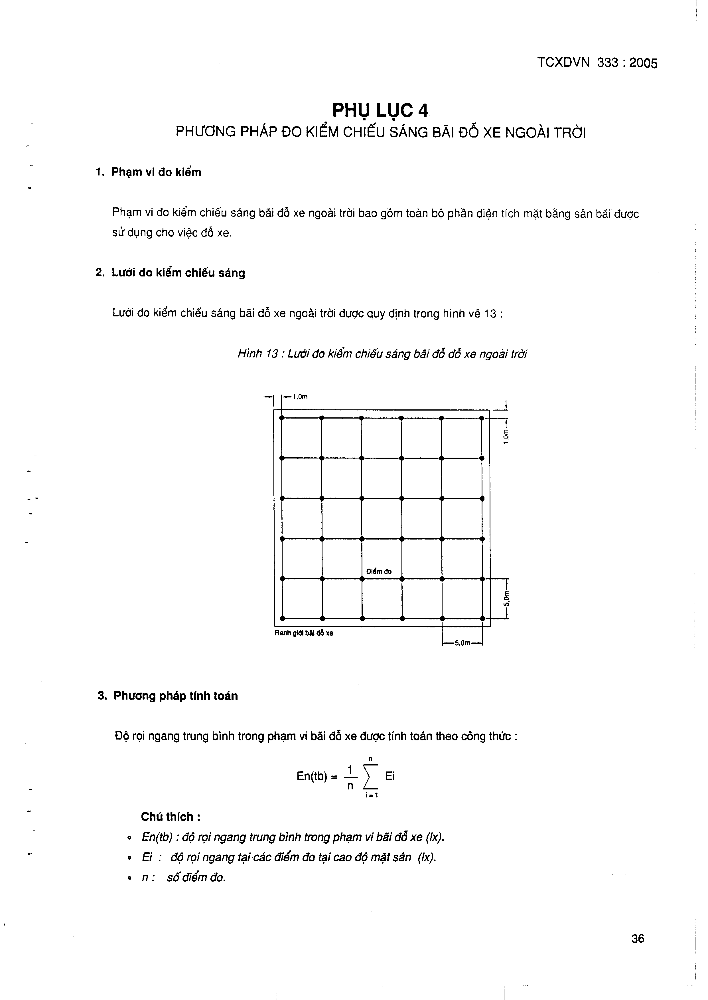 TCXDVN 333 : 2005
PHỤ LỤC 4
PHƯƠNG PHÁP ĐO KIỂM CHIẾU SÁNG BÃI ĐỖ XE NGOÀI TRỜI
1. Phạm vi đo kiểm
Phạm vi đo kiểm chiếu sáng bãi đỗ xe ngoài trời bao gồm toàn bộ phần diện tích mặt bằng sân bãi được
sử dụng cho việc đỗ xe.
2. Lưới đo kiểm chiếu sáng
Lưới đo kiểm chiếu sáng bãi đỗ xe ngoài trời được quy định trong hình vẽ 13 :
Hình 13 : Lưới đo kiểm chiếu sáng bãi đỗ đỗ xe ngoài trời
1,0m
1.0m
Điểm đo
5,0m
Ranh giới bãi đỗ xe
5,0m
3. Phương pháp tính toán
Độ rọi ngang trung bình trong phạm vi bãi đỗ xe được tính toán theo công thức :
En(tb) = 1/n ∑ (i = 1, n) Ei
Chú thích :
• En(tb) : độ rọi ngang trung bình trong phạm vi bãi đỗ xe (lx).
• Ei : độ rọi ngang tại các điểm đo tại cao độ mặt sân (lx).
• n : số điểm đo.
36